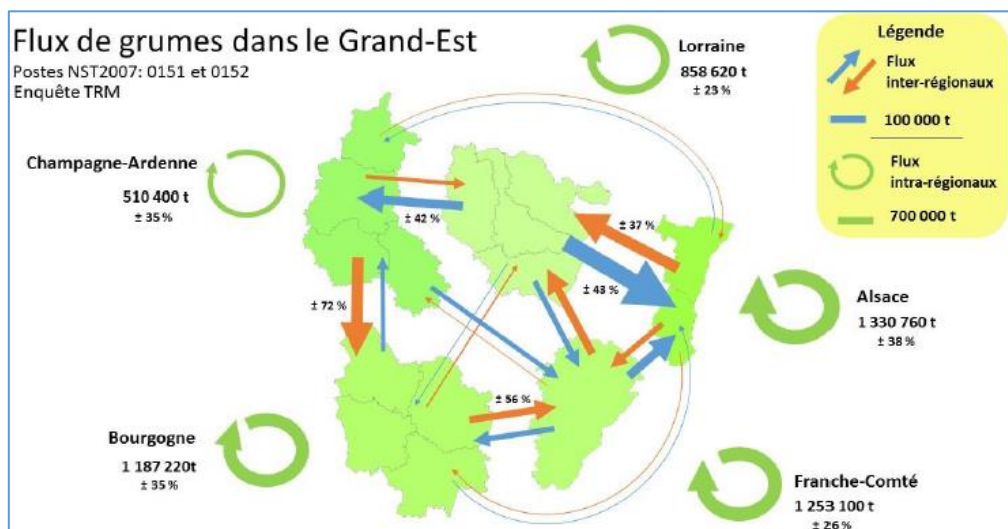 Flux de grumes dans le Grand-Est
Postes NST2007: 0151 et 0152
Enquête TRM
Lorraine
858 620 t
± 23 %
Légende
Flux
inter-régionaux
100 000 t
Flux
intra-régionaux
700 000 t
Champagne-Ardenne
510 400 t
± 35 %
± 42 %
± 37 %
± 43 %
± 72 %
± 56 %
Alsace
1 330 760 t
± 38 %
Bourgogne
1 187 220t
± 35 %
Franche-Comté
1 253 100 t
± 26 %